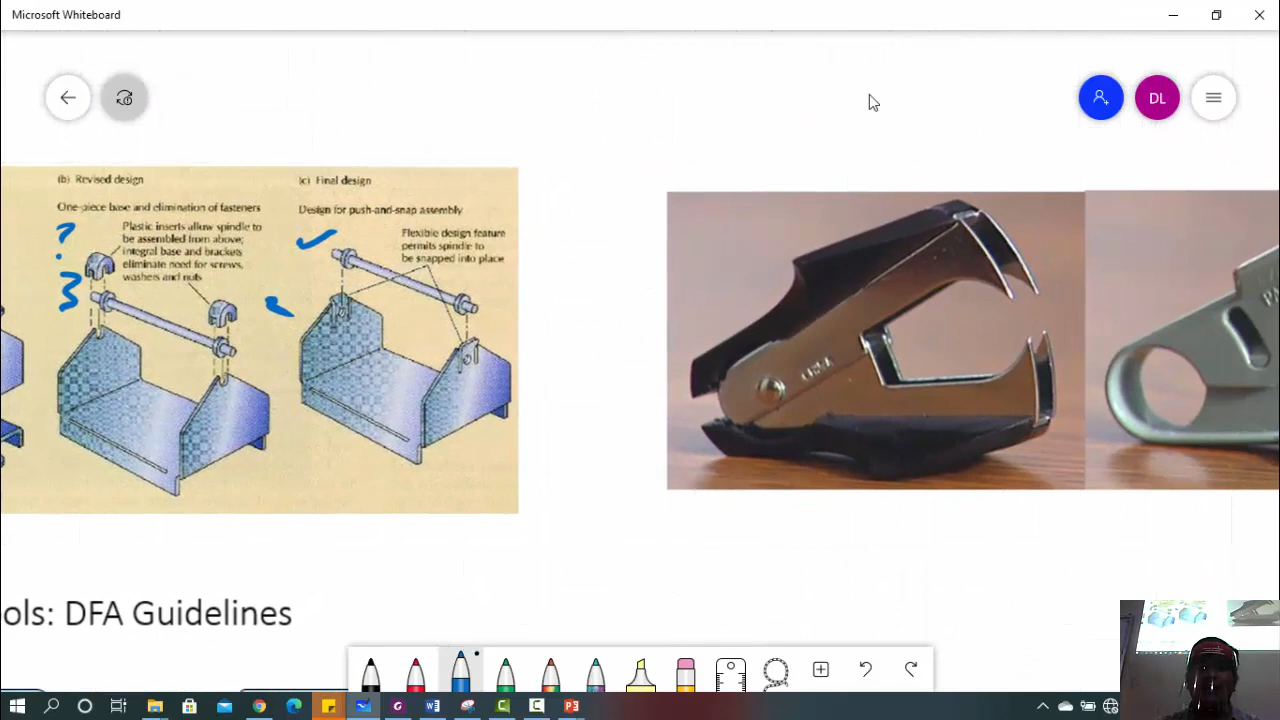 Microsoft Whiteboard
DL
(b) Revised design
One-piece base and elimination of fasteners
Plastic inserts allow spindle to
be assembled from above;
integral base and brackets
eliminate need for screws,
washers and nuts
?
3
(c) Final design
Design for push-and-snap assembly
Flexible design feature
permits spindle to
be snapped into place
ools: DFA Guidelines